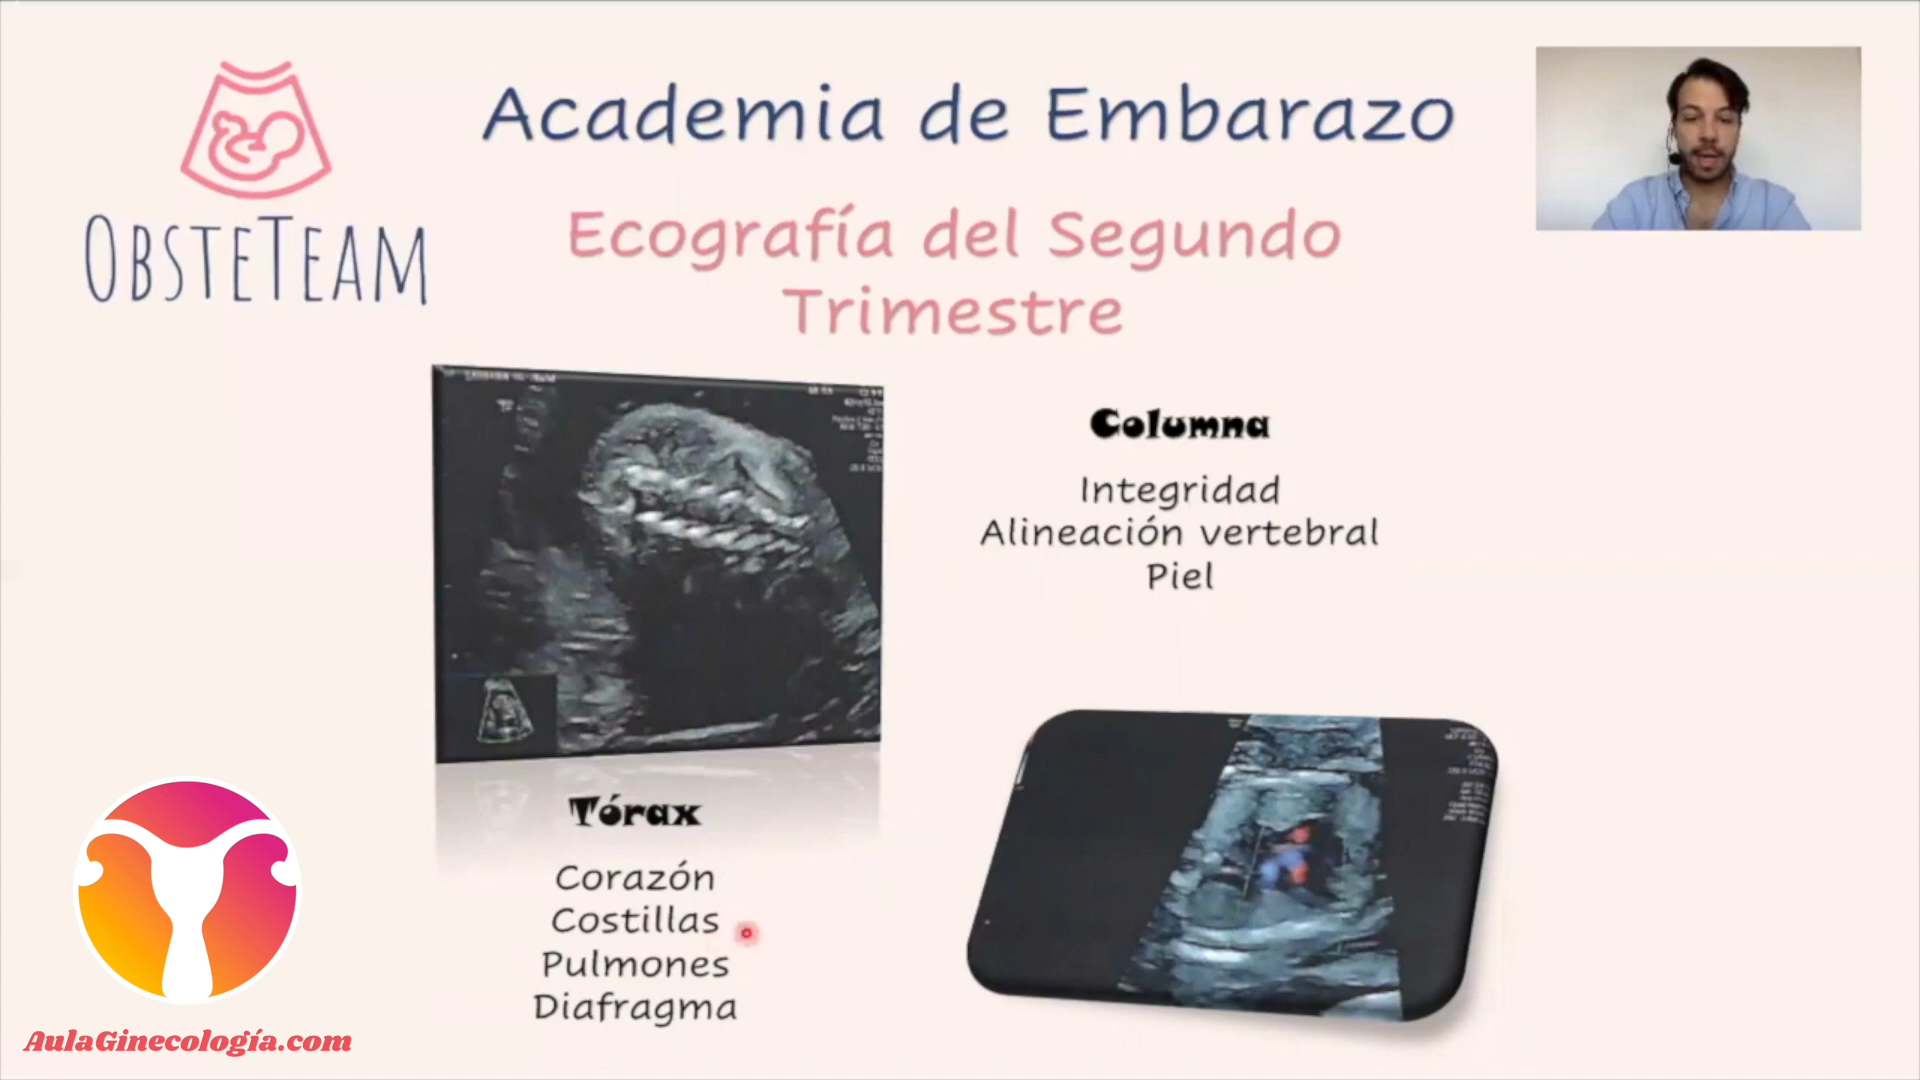 OBSTETEAM
Academia de Embarazo
Ecografía del Segundo
Trimestre
Columna
Integridad
Alineación vertebral
Piel
Tórax
Corazón
Costillas
Pulmones
Diafragma
AulaGinecología.com